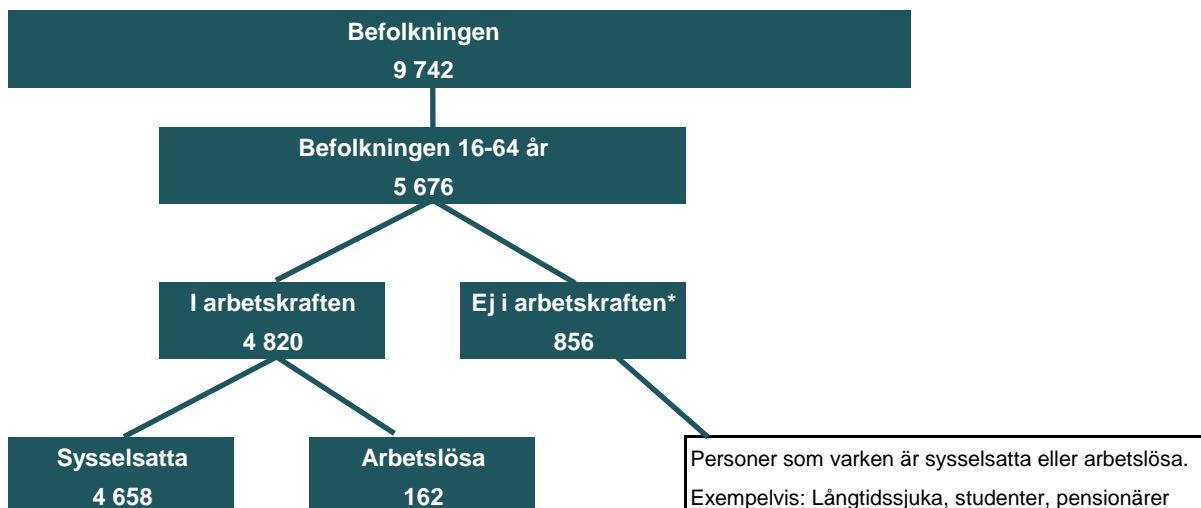 Befolkningen
9 742
Befolkningen 16-64 år
5 676
I arbetskraften
4 820
Ej i arbetskraften*
856
Sysselsatta
4 658
Arbetslösa
162
Personer som varken är sysselsatta eller arbetslösa.
Exempelvis: Långtidssjuka, studenter, pensionärer